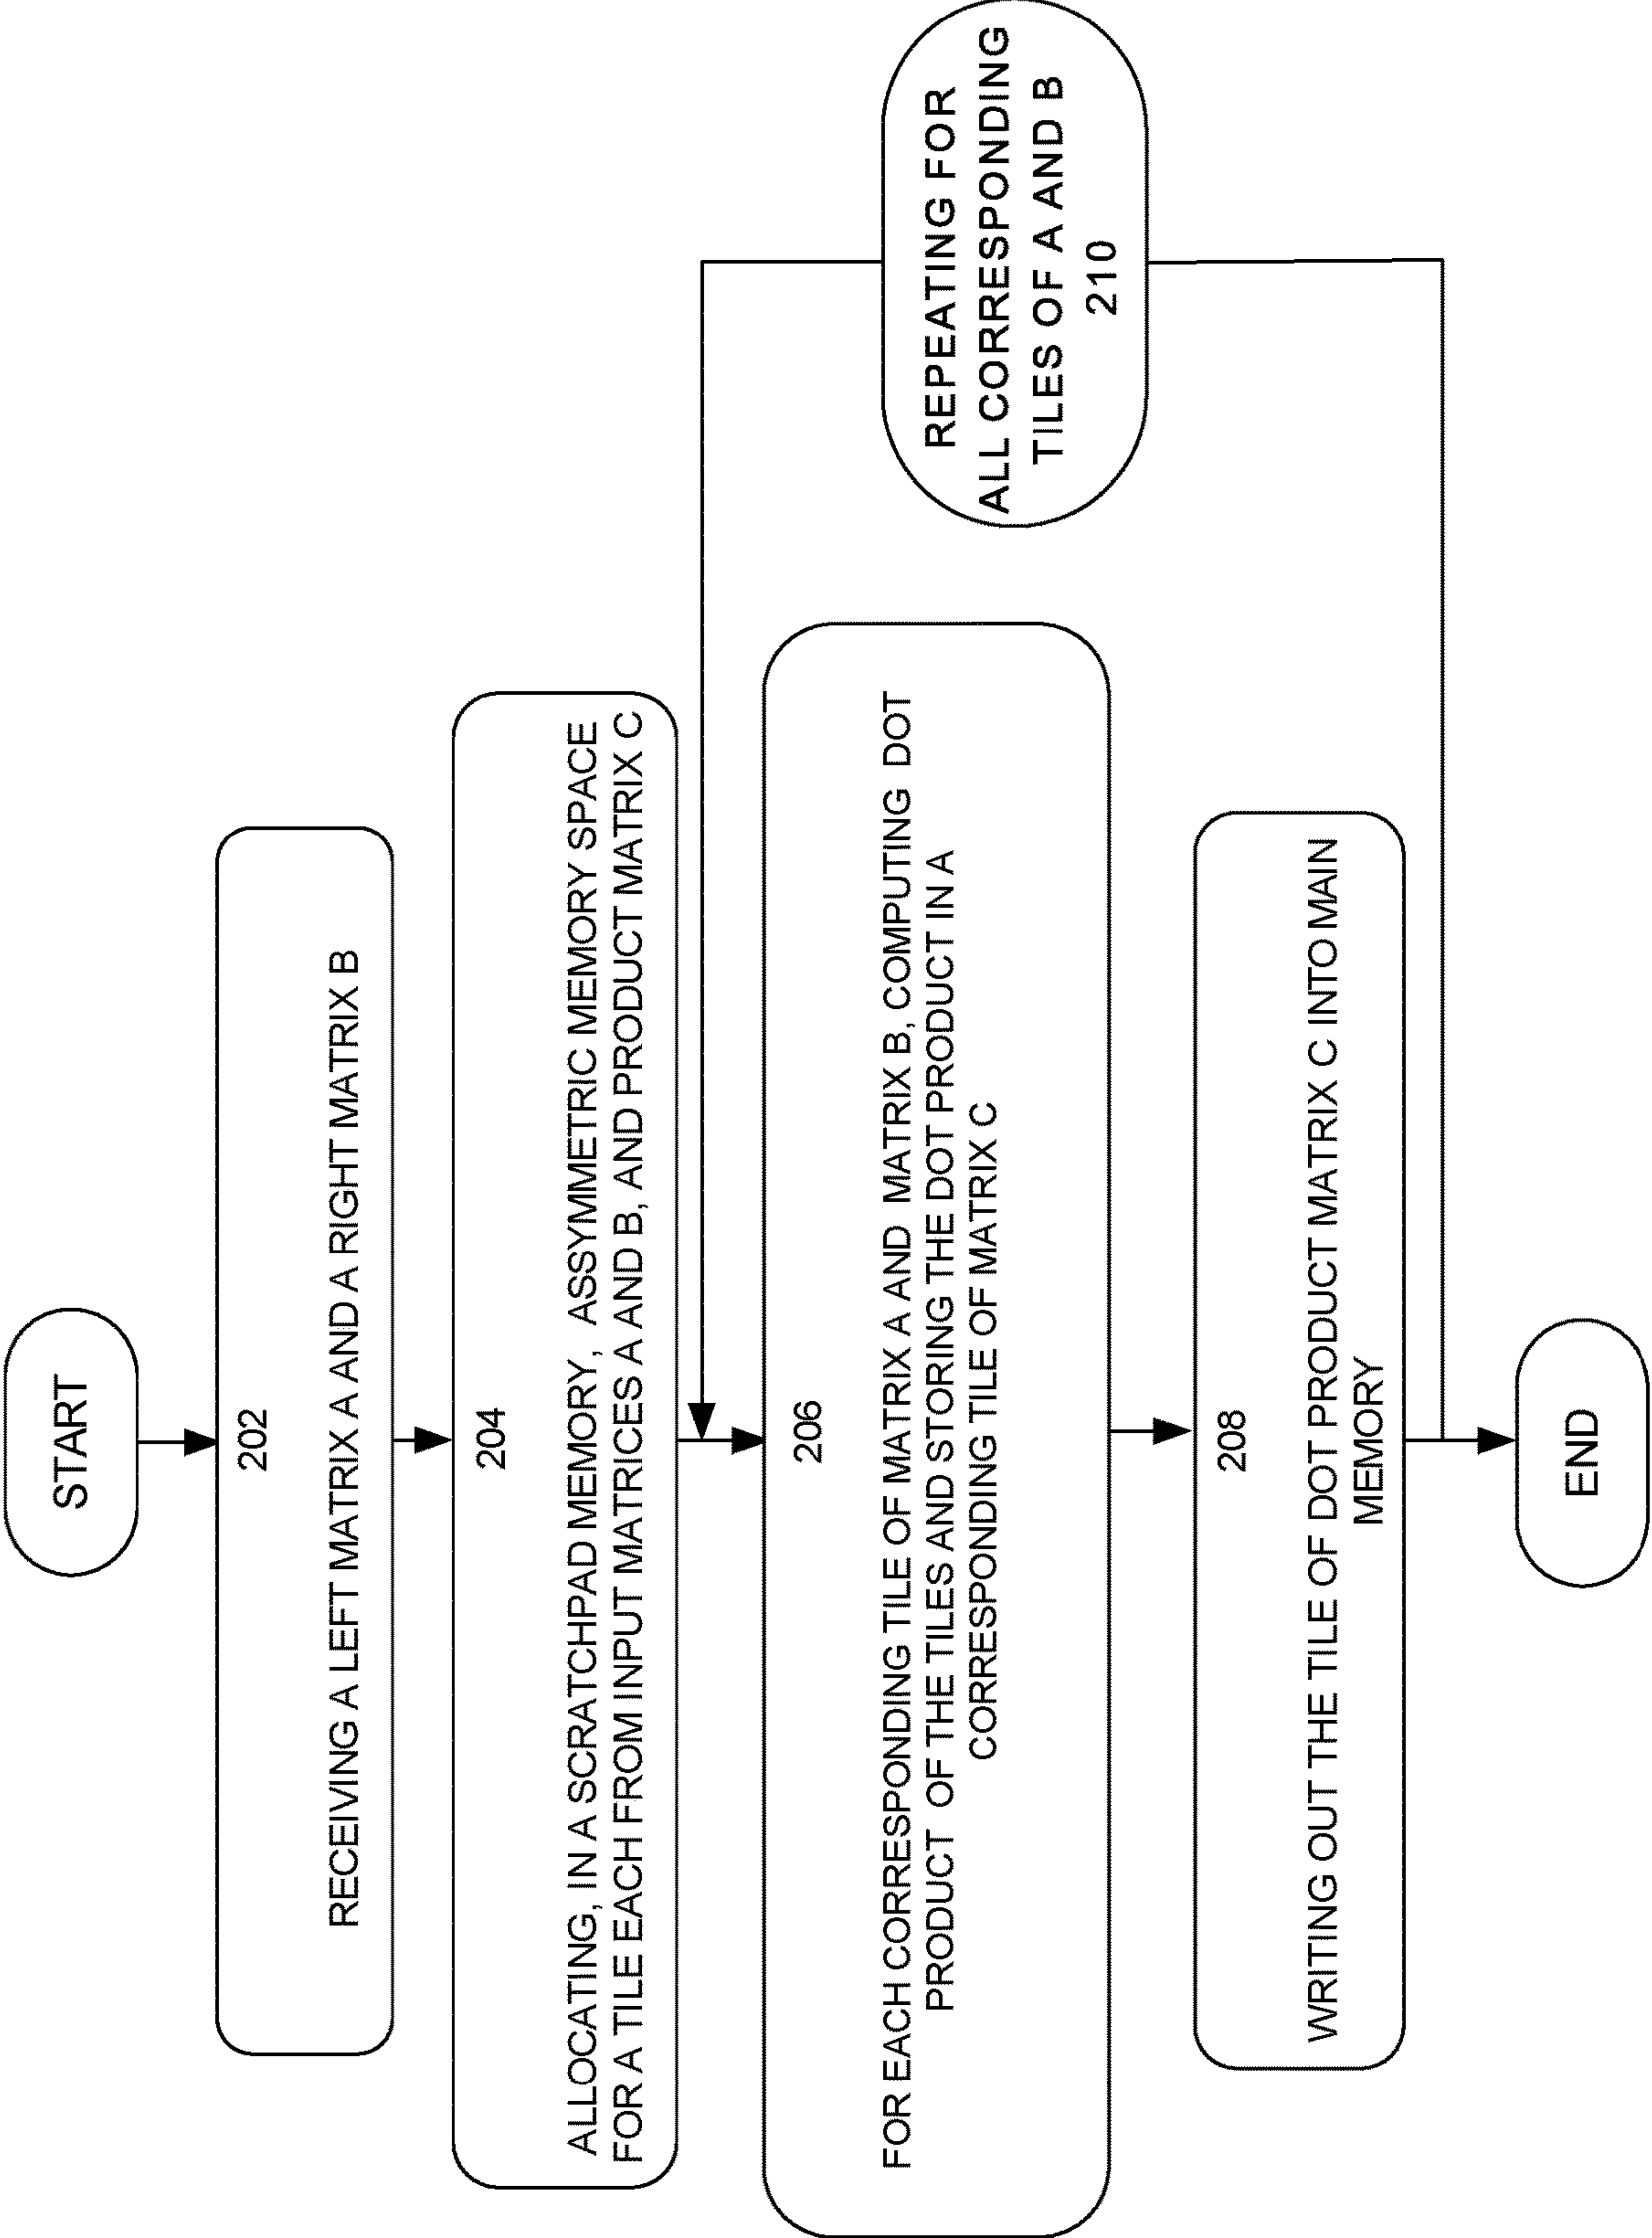 START
202
RECEIVING A LEFT MATRIX A AND A RIGHT MATRIX B
204
ALLOCATING, IN A SCRATCHPAD MEMORY, ASSYMETRIC MEMORY SPACE
FOR A TILE EACH FROM INPUT MATRICES A AND B, AND PRODUCT MATRIX C
206
FOR EACH CORRESPONDING TILE OF MATRIX A AND MATRIX B, COMPUTING DOT
PRODUCT OF THE TILES AND STORING THE DOT PRODUCT IN A
CORRESPONDING TILE OF MATRIX C
REPEATING FOR
ALL CORRESPONDING
TILES OF A AND B
210
208
WRITING OUT THE TILE OF DOT PRODUCT MATRIX C INTO MAIN
MEMORY
END